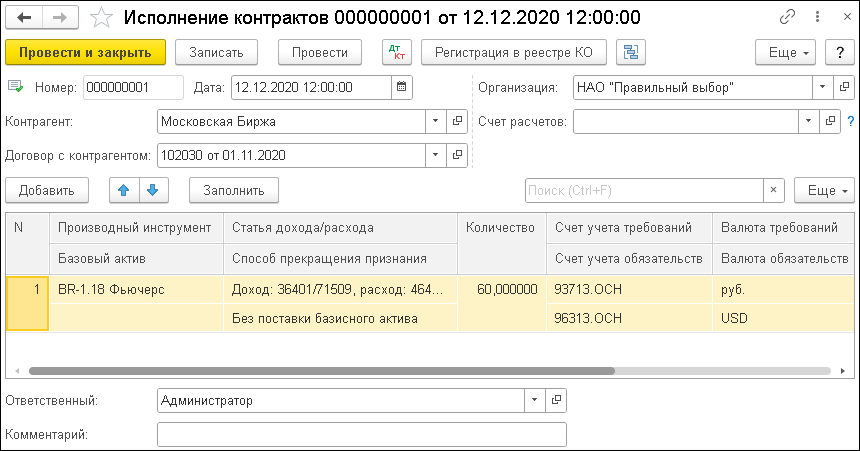 Исполнение контрактов 000000001 от 12.12.2020 12:00:00
Провести и закрыть Записать Провести Дт Кт Регистрация в реестре КО Еще ?
Номер: 000000001 Дата: 12.12.2020 12:00:00 Организация: НАО "Правильный выбор"
Контрагент: Московская Биржа Счет расчетов: ?
Договор с контрагентом: 102030 от 01.11.2020
Добавить Заполнить Поиск (Ctrl+F) × Еще
N Производный инструмент Статья дохода/расхода Количество Счет учета требований Валюта требований
Базовый актив Способ прекращения признания Счет учета обязательств Валюта обязательств
1 BR-1.18 Фьючерс Доход: 36401/71509, расход: 464... 60,000000 93713.ОСН руб.
Без поставки базисного актива 96313.ОСН USD
Ответственный: Администратор
Комментарий: